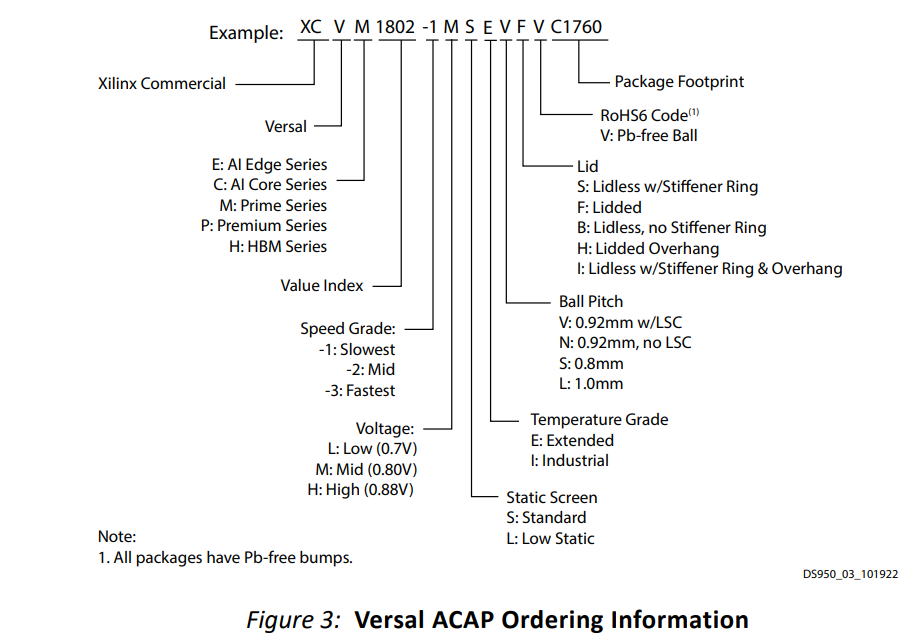 Example: XC V M 1802 -1 M S E V F V C1760
Xilinx Commercial
Versal
E: AI Edge Series
C: AI Core Series
M: Prime Series
P: Premium Series
H: HBM Series
Value Index
Speed Grade:
-1: Slowest
-2: Mid
-3: Fastest
Voltage:
L: Low (0.7V)
M: Mid (0.80V)
H: High (0.88V)
Package Footprint
RoHS6 Code(1)
V: Pb-free Ball
Lid
S: Lidless w/Stiffener Ring
F: Lidded
B: Lidless, no Stiffener Ring
H: Lidded Overhang
I: Lidless w/Stiffener Ring & Overhang
Ball Pitch
V: 0.92mm w/LSC
N: 0.92mm, no LSC
S: 0.8mm
L: 1.0mm
Temperature Grade
E: Extended
I: Industrial
Static Screen
S: Standard
L: Low Static
Note:
1. All packages have Pb-free bumps.
DS950_03_101922
Figure 3: Versal ACAP Ordering Information